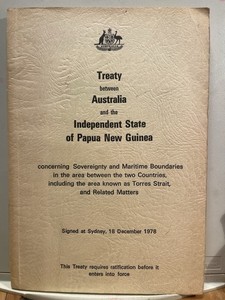 Treaty
between
Australia
and the
Independent State
of Papua New Guinea
concerning Sovereignty and Maritime Boundaries
in the area between the two Countries,
including the area known as Torres Strait,
and Related Matters
Signed at Sydney, 18 December 1978
This Treaty requires ratification before it
enters into force